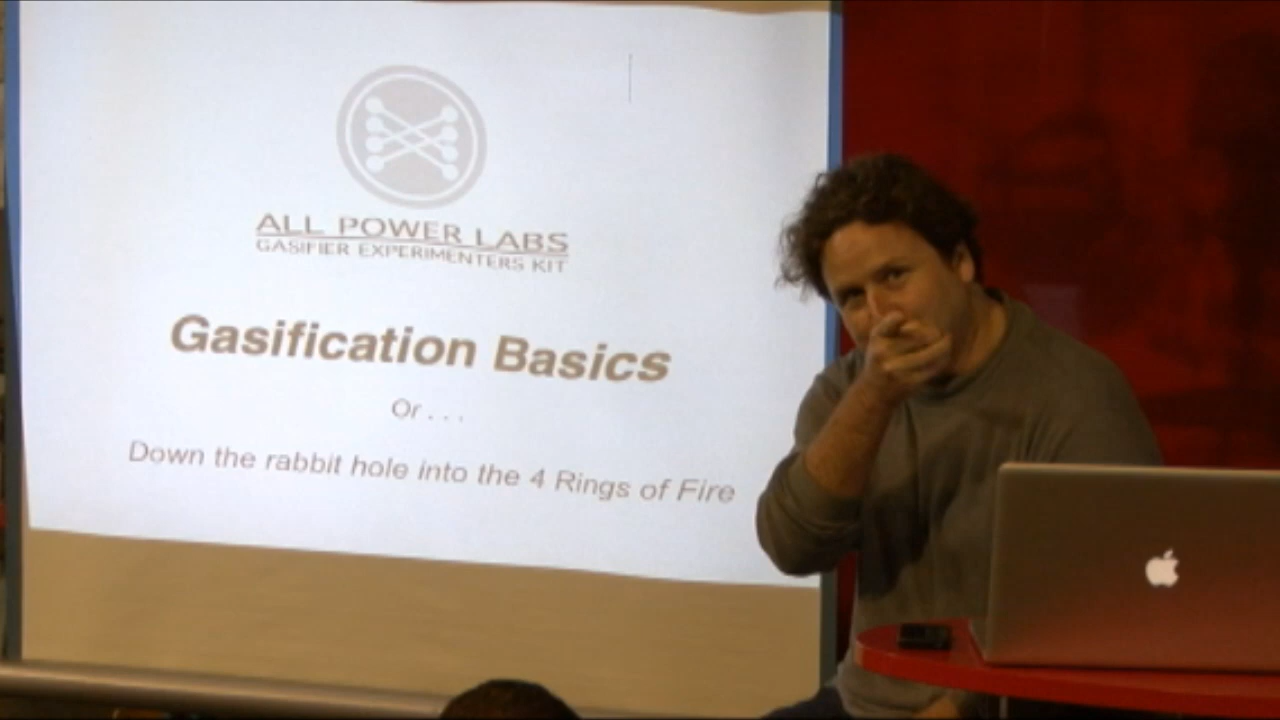 ALL POWER LABS
GASIFIER EXPERIMENTERS KIT
Gasification Basics
Or . . .
Down the rabbit hole into the 4 Rings of Fire